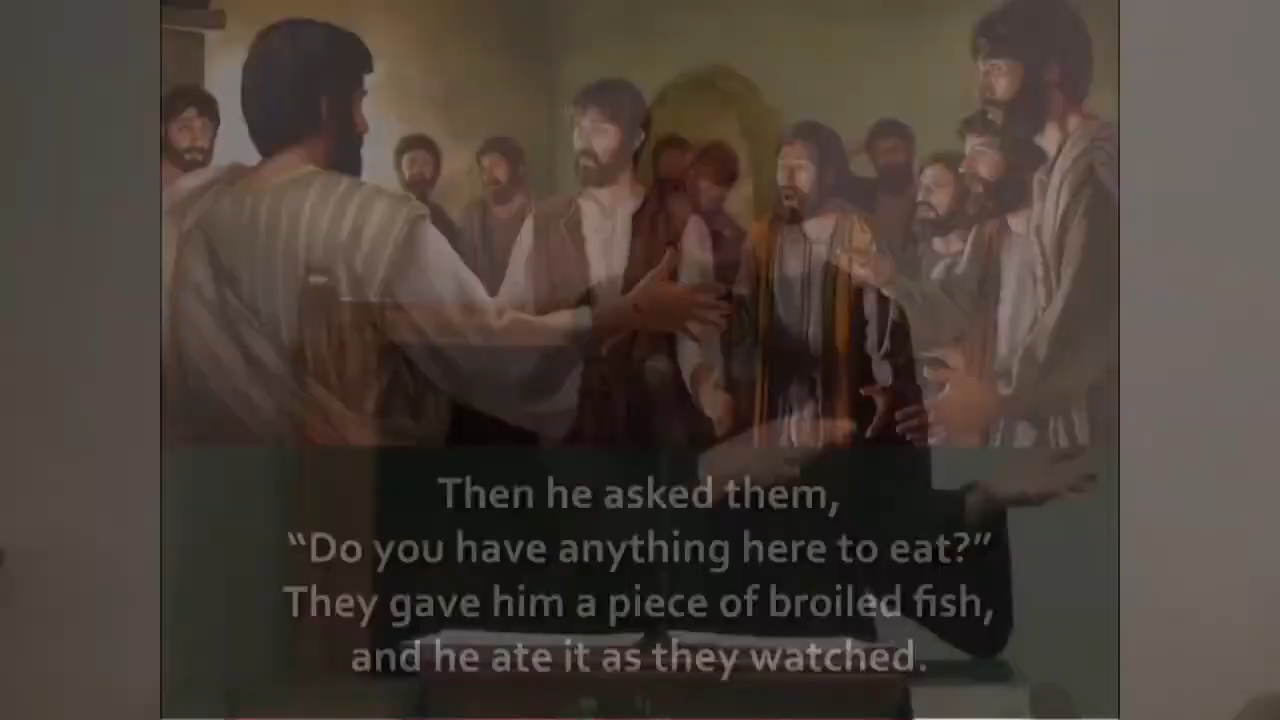 Then he asked them,
“Do you have anything here to eat?”
They gave him a piece of broiled fish,
and he ate it as they watched.